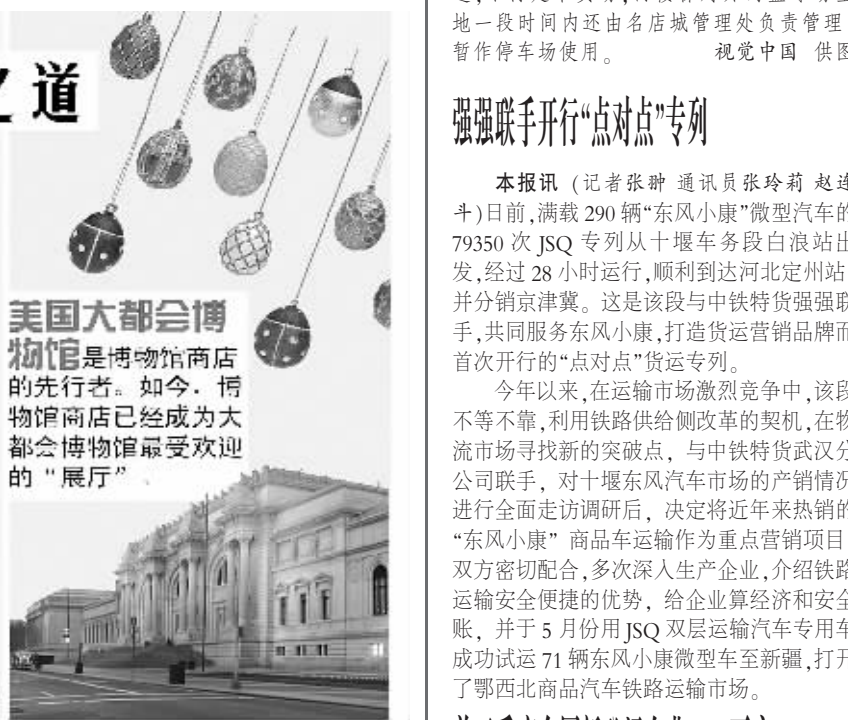 道
美国大都会博
物馆是博物馆商店
的先行者。如今，博
物馆商店已经成为大
都会博物馆最受欢迎
的“展厅”
地一段时间内还由名店城管理处负责管理
暂作停车场使用。 视觉中国 供图
强强联手开行“点对点”专列
本报讯 (记者张翀 通讯员张玲莉 赵连
斗)日前,满载 290 辆“东风小康”微型汽车的
79350 次 JSQ 专列从十堰车务段白浪站出
发,经过 28 小时运行,顺利到达河北定州站
并分销京津冀。这是该段与中铁特货强强联
手,共同服务东风小康,打造货运营销品牌而
首次开行的“点对点”货运专列。
今年以来,在运输市场激烈竞争中,该段
不等不靠,利用铁路供给侧改革的契机,在物
流市场寻找新的突破点，与中铁特货武汉分
公司联手，对十堰东风汽车市场的产销情况
进行全面走访调研后，决定将近年来热销的
“东风小康”商品车运输作为重点营销项目
双方密切配合,多次深入生产企业,介绍铁路
运输安全便捷的优势，给企业算经济和安全
账，并于 5 月份用 JSQ 双层运输汽车专用车
成功试运 71 辆东风小康微型车至新疆,打开
了鄂西北商品汽车铁路运输市场。